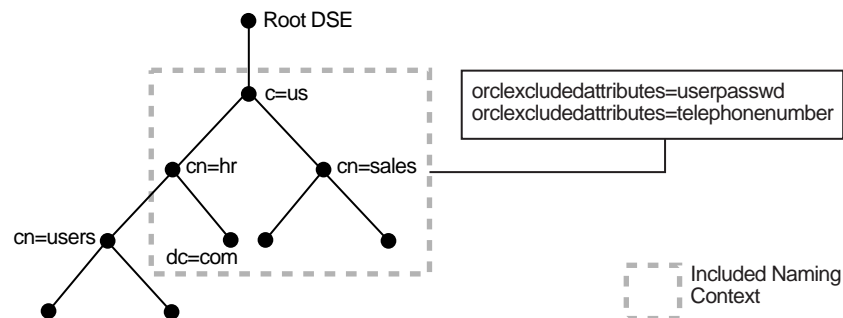 Root DSE
c=us
orclexcludedattributes=userpasswd
orclexcludedattributes=telephonenumber
cn=hr
cn=sales
cn=users
dc=com
Included Naming
Context